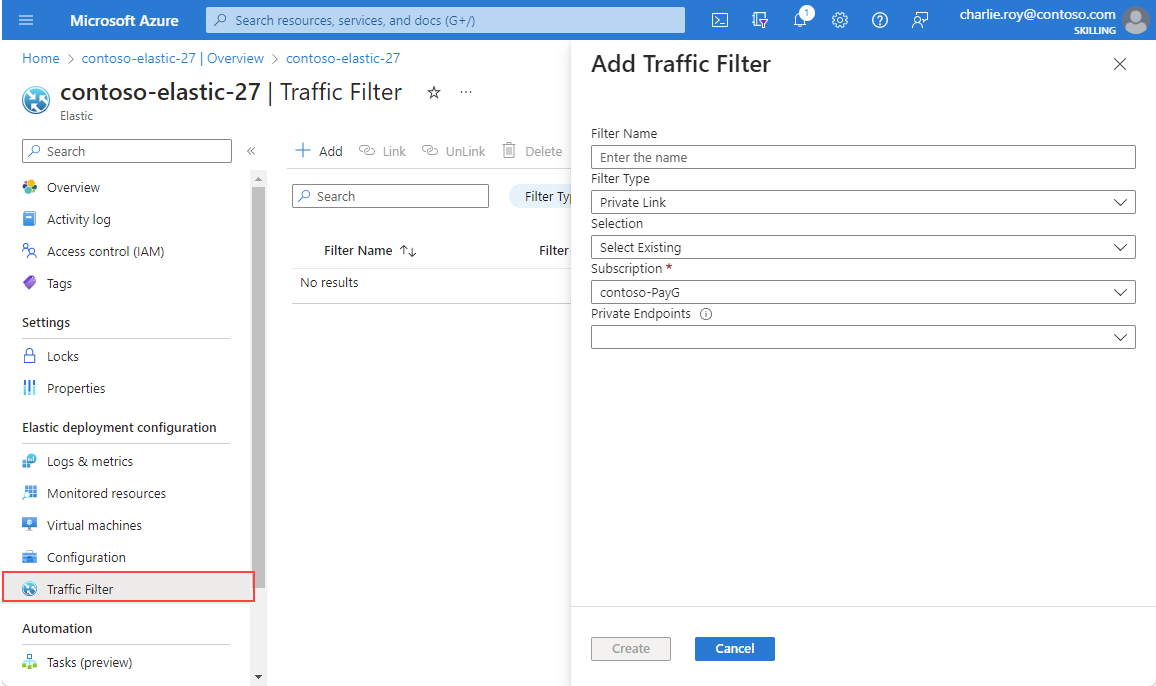 Microsoft Azure
Search resources, services, and docs (G+/)
1
charlie.roy@contoso.com
SKILLING
Home > contoso-elastic-27 | Overview > contoso-elastic-27
contoso-elastic-27 | Traffic Filter
Elastic
Search
Overview
Activity log
Access control (IAM)
Tags
Settings
Locks
Properties
Elastic deployment configuration
Logs & metrics
Monitored resources
Virtual machines
Configuration
Traffic Filter
Automation
Tasks (preview)
Add Link UnLink Delete
Search
Filter Typ
Filter Name Filter
No results
Add Traffic Filter
Filter Name
Enter the name
Filter Type
Private Link
Selection
Select Existing
Subscription *
contoso-PayG
Private Endpoints
Create Cancel